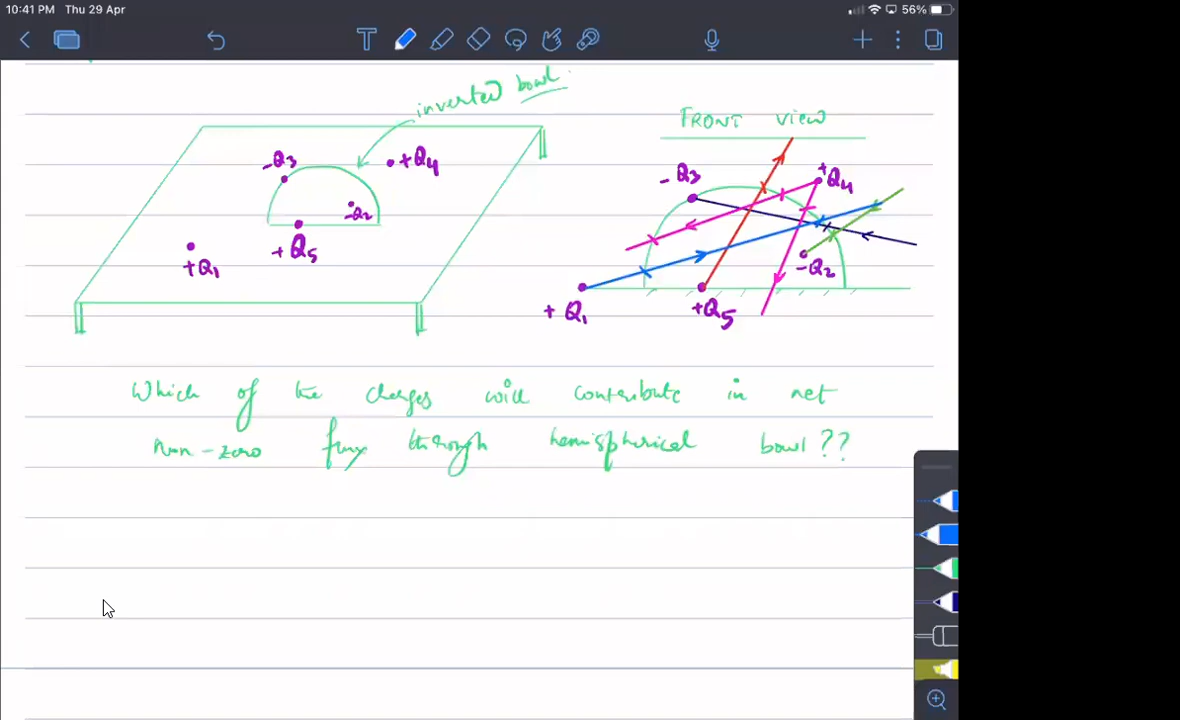 10:41 PM Thu 29 Apr
56%
T
inverted bowl
FRONT view
-Q3
+Q4
-Q2
+Q5
+Q1
-Q3
+Q4
-Q2
+Q1
+Q5
Which of the charges will contribute in net
non-zero flux through hemispherical bowl??